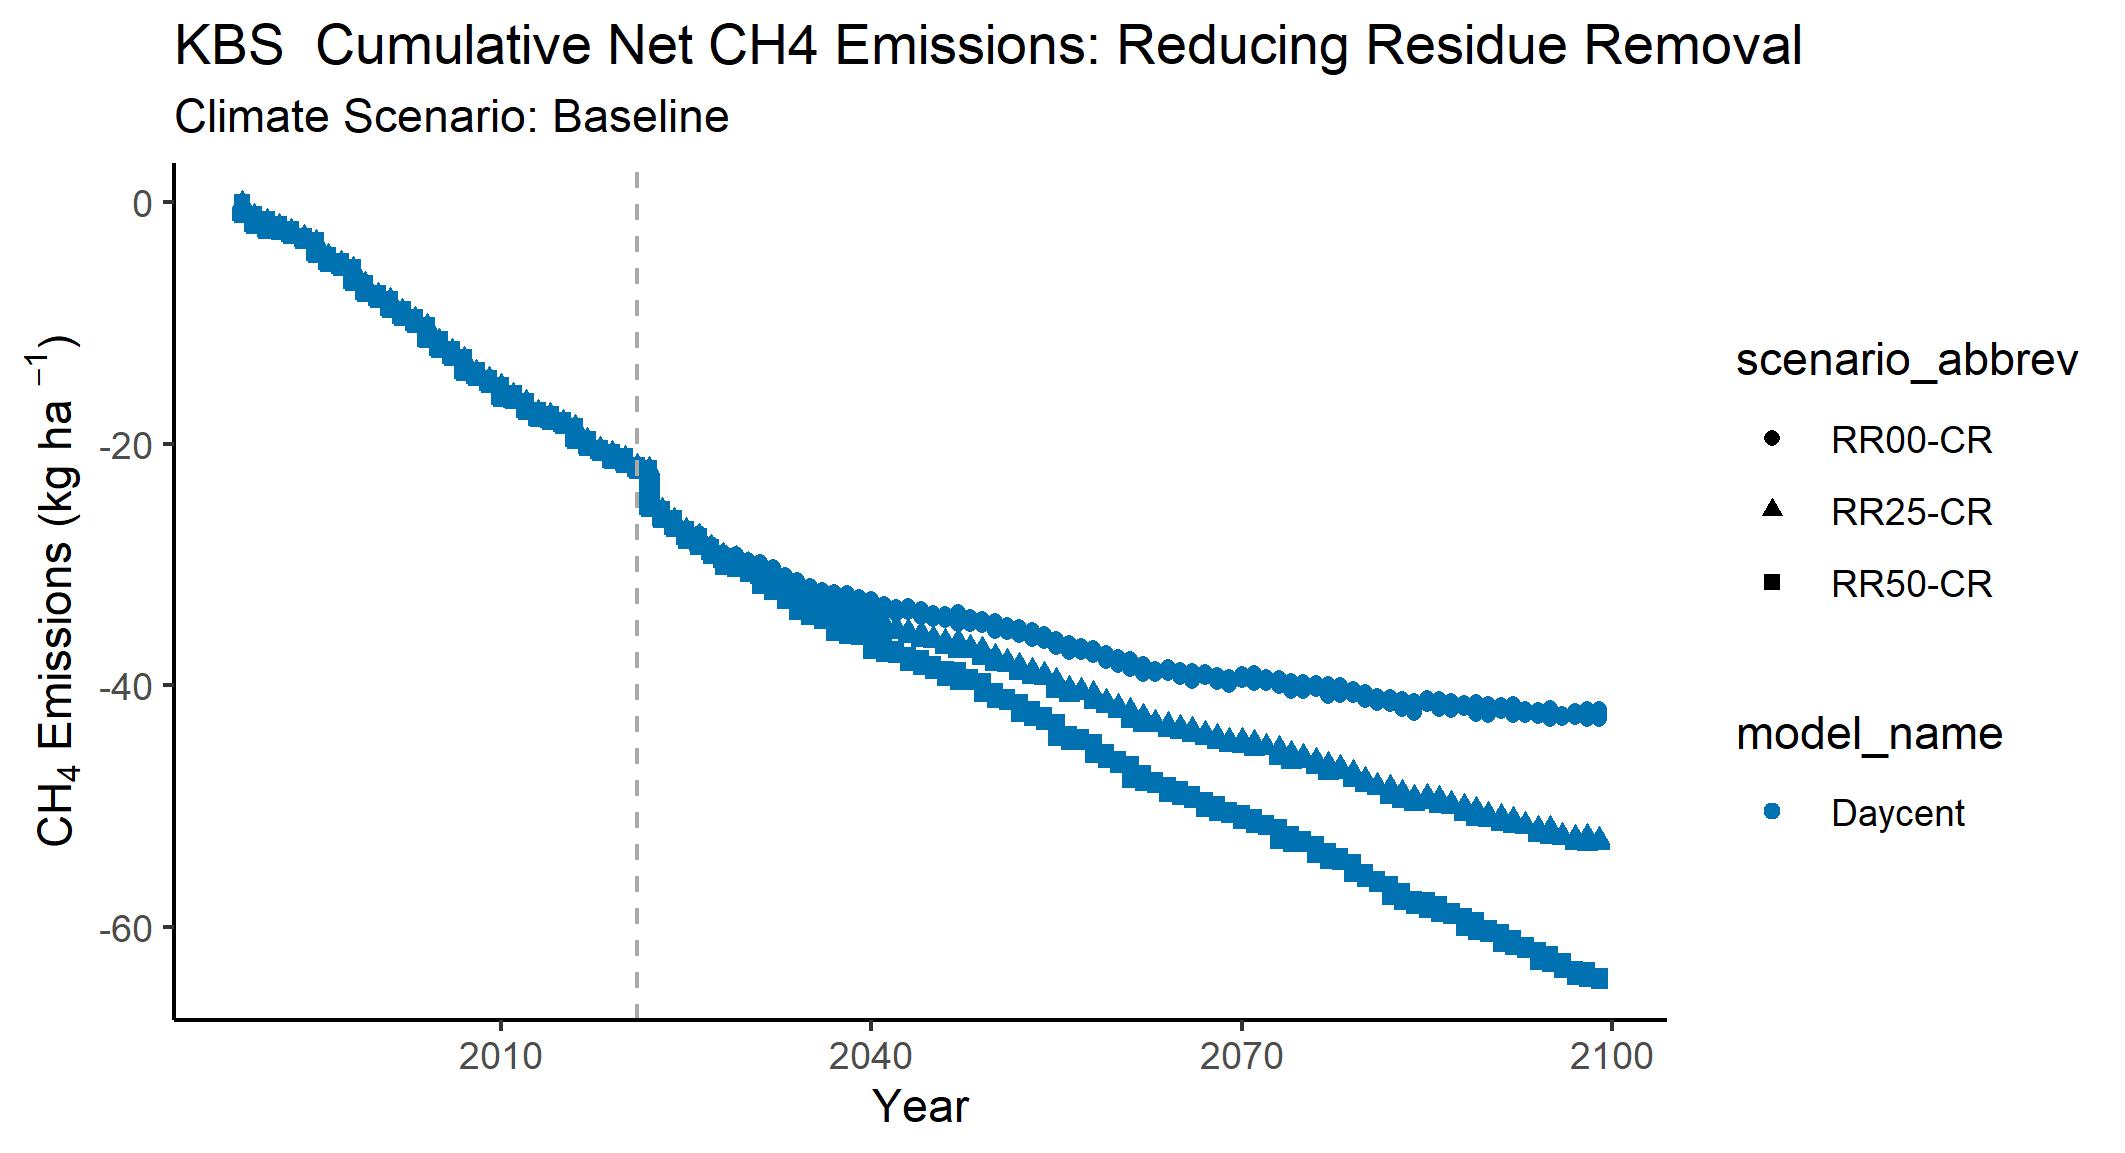 KBS  Cumulative Net CH4 Emissions: Reducing Residue Removal
Climate Scenario: Baseline
CH₄ Emissions (kg ha ⁻¹)
0
-20
-40
-60
2010 2040 2070 2100
Year
scenario_abbrev
RR00-CR
RR25-CR
RR50-CR
model_name
Daycent